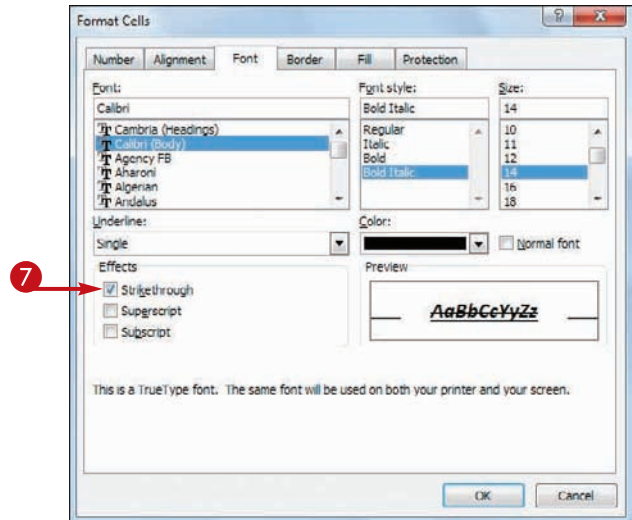 Format Cells
Number Alignment Font Border Fill Protection
Font: Font style: Size:
Calibri Bold Italic 14
Cambria (Headings) Regular 10
Calibri (Body) Italic 11
Agency FB Bold 12
Aharoni Bold Italic 14
Algerian 16
Andalus 18
Underline: Color:
Single Normal font
Effects Preview
7 Strikethrough
Superscript AaBbCcYyZz
Subscript
This is a TrueType font. The same font will be used on both your printer and your screen.
OK Cancel